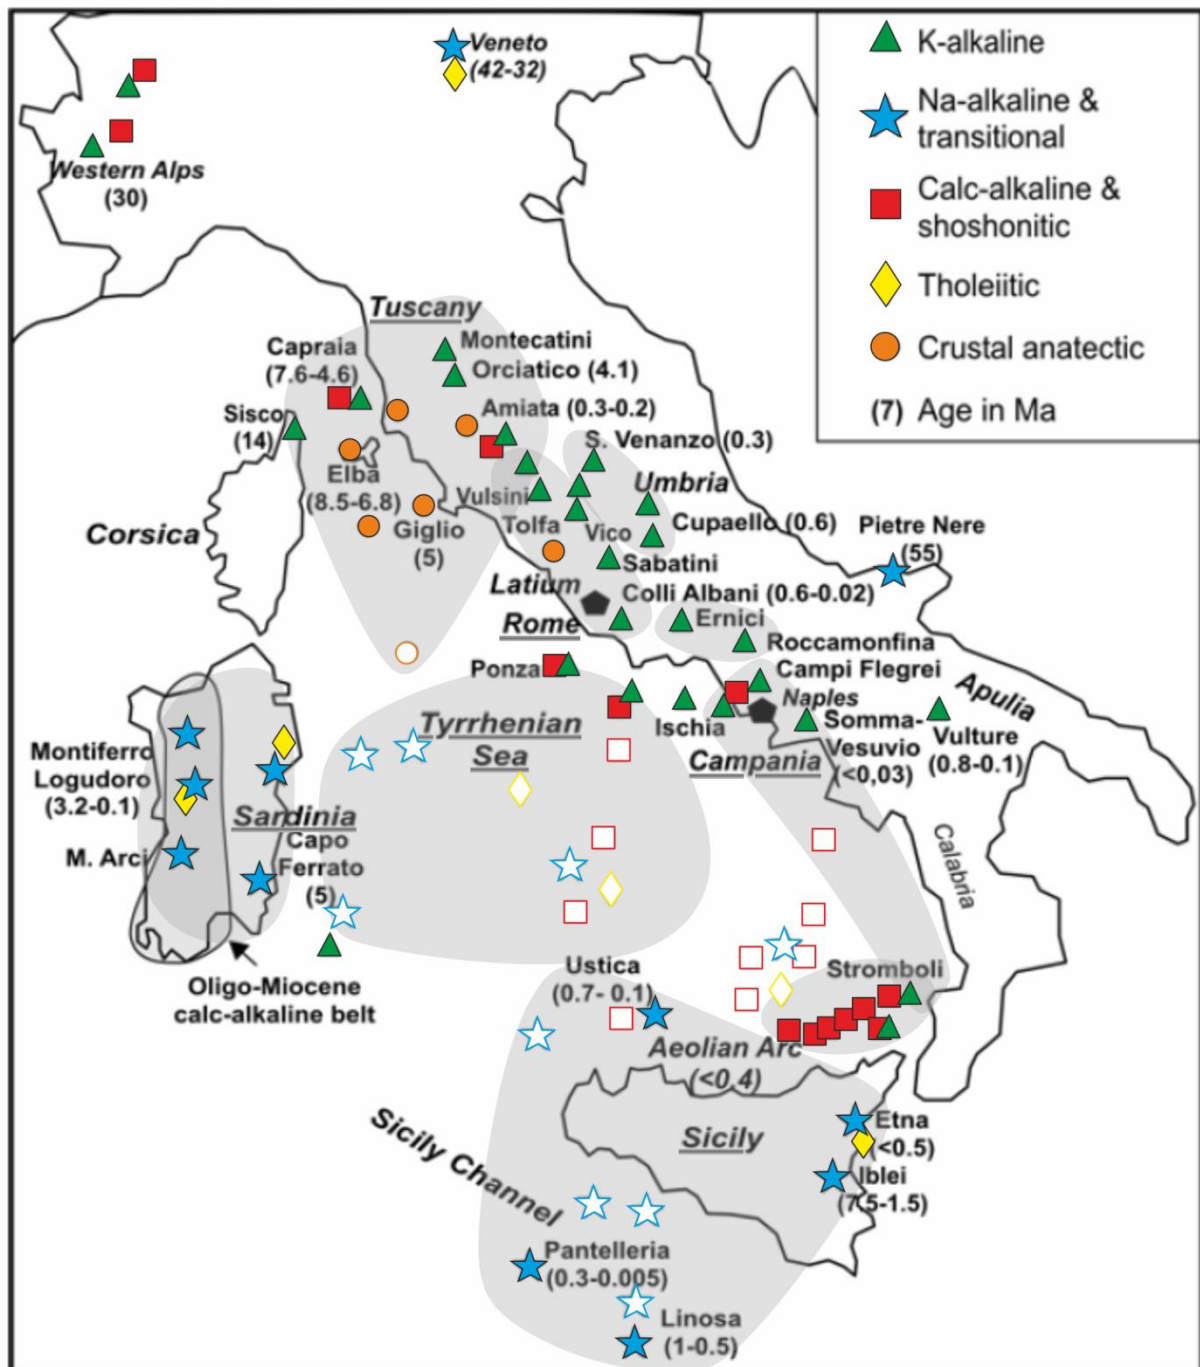 Veneto
(42-32)
Western Alps
(30)
K-alkaline
Na-alkaline &
transitional
Calc-alkaline &
shoshonitic
Tholeiitic
Crustal anatectic
(7) Age in Ma
Tuscany
Capraia
(7.6-4.6)
Montecatini
Orciatico (4.1)
Sisco
(14)
Amiata (0.3-0.2)
S. Venanzo (0.3)
Elba
(8.5-6.8)
Vulsini
Umbria
Corsica
Giglio
(5)
Tolfa
Vico
Cupaello (0.6)
Pietre Nere
(55)
Sabatini
Latium
Colli Albani (0.6-0.02)
Rome
Ernici
Roccamonfina
Ponza
Campi Flegrei
Naples
Apulia
Tyrrhenian
Sea
Ischia
Somma-
Vesuvio
(<0,03)
Vulture
(0.8-0.1)
Campania
Montiferro
Logudoro
(3.2-0.1)
Sardinia
M. Arci
Capo
Ferrato
(5)
Calabria
Oligo-Miocene
calc-alkaline belt
Ustica
(0.7- 0.1)
Stromboli
Aeolian Arc
(<0.4)
Sicily Channel
Sicily
Etna
(<0.5)
Iblei
(7.5-1.5)
Pantelleria
(0.3-0.005)
Linosa
(1-0.5)